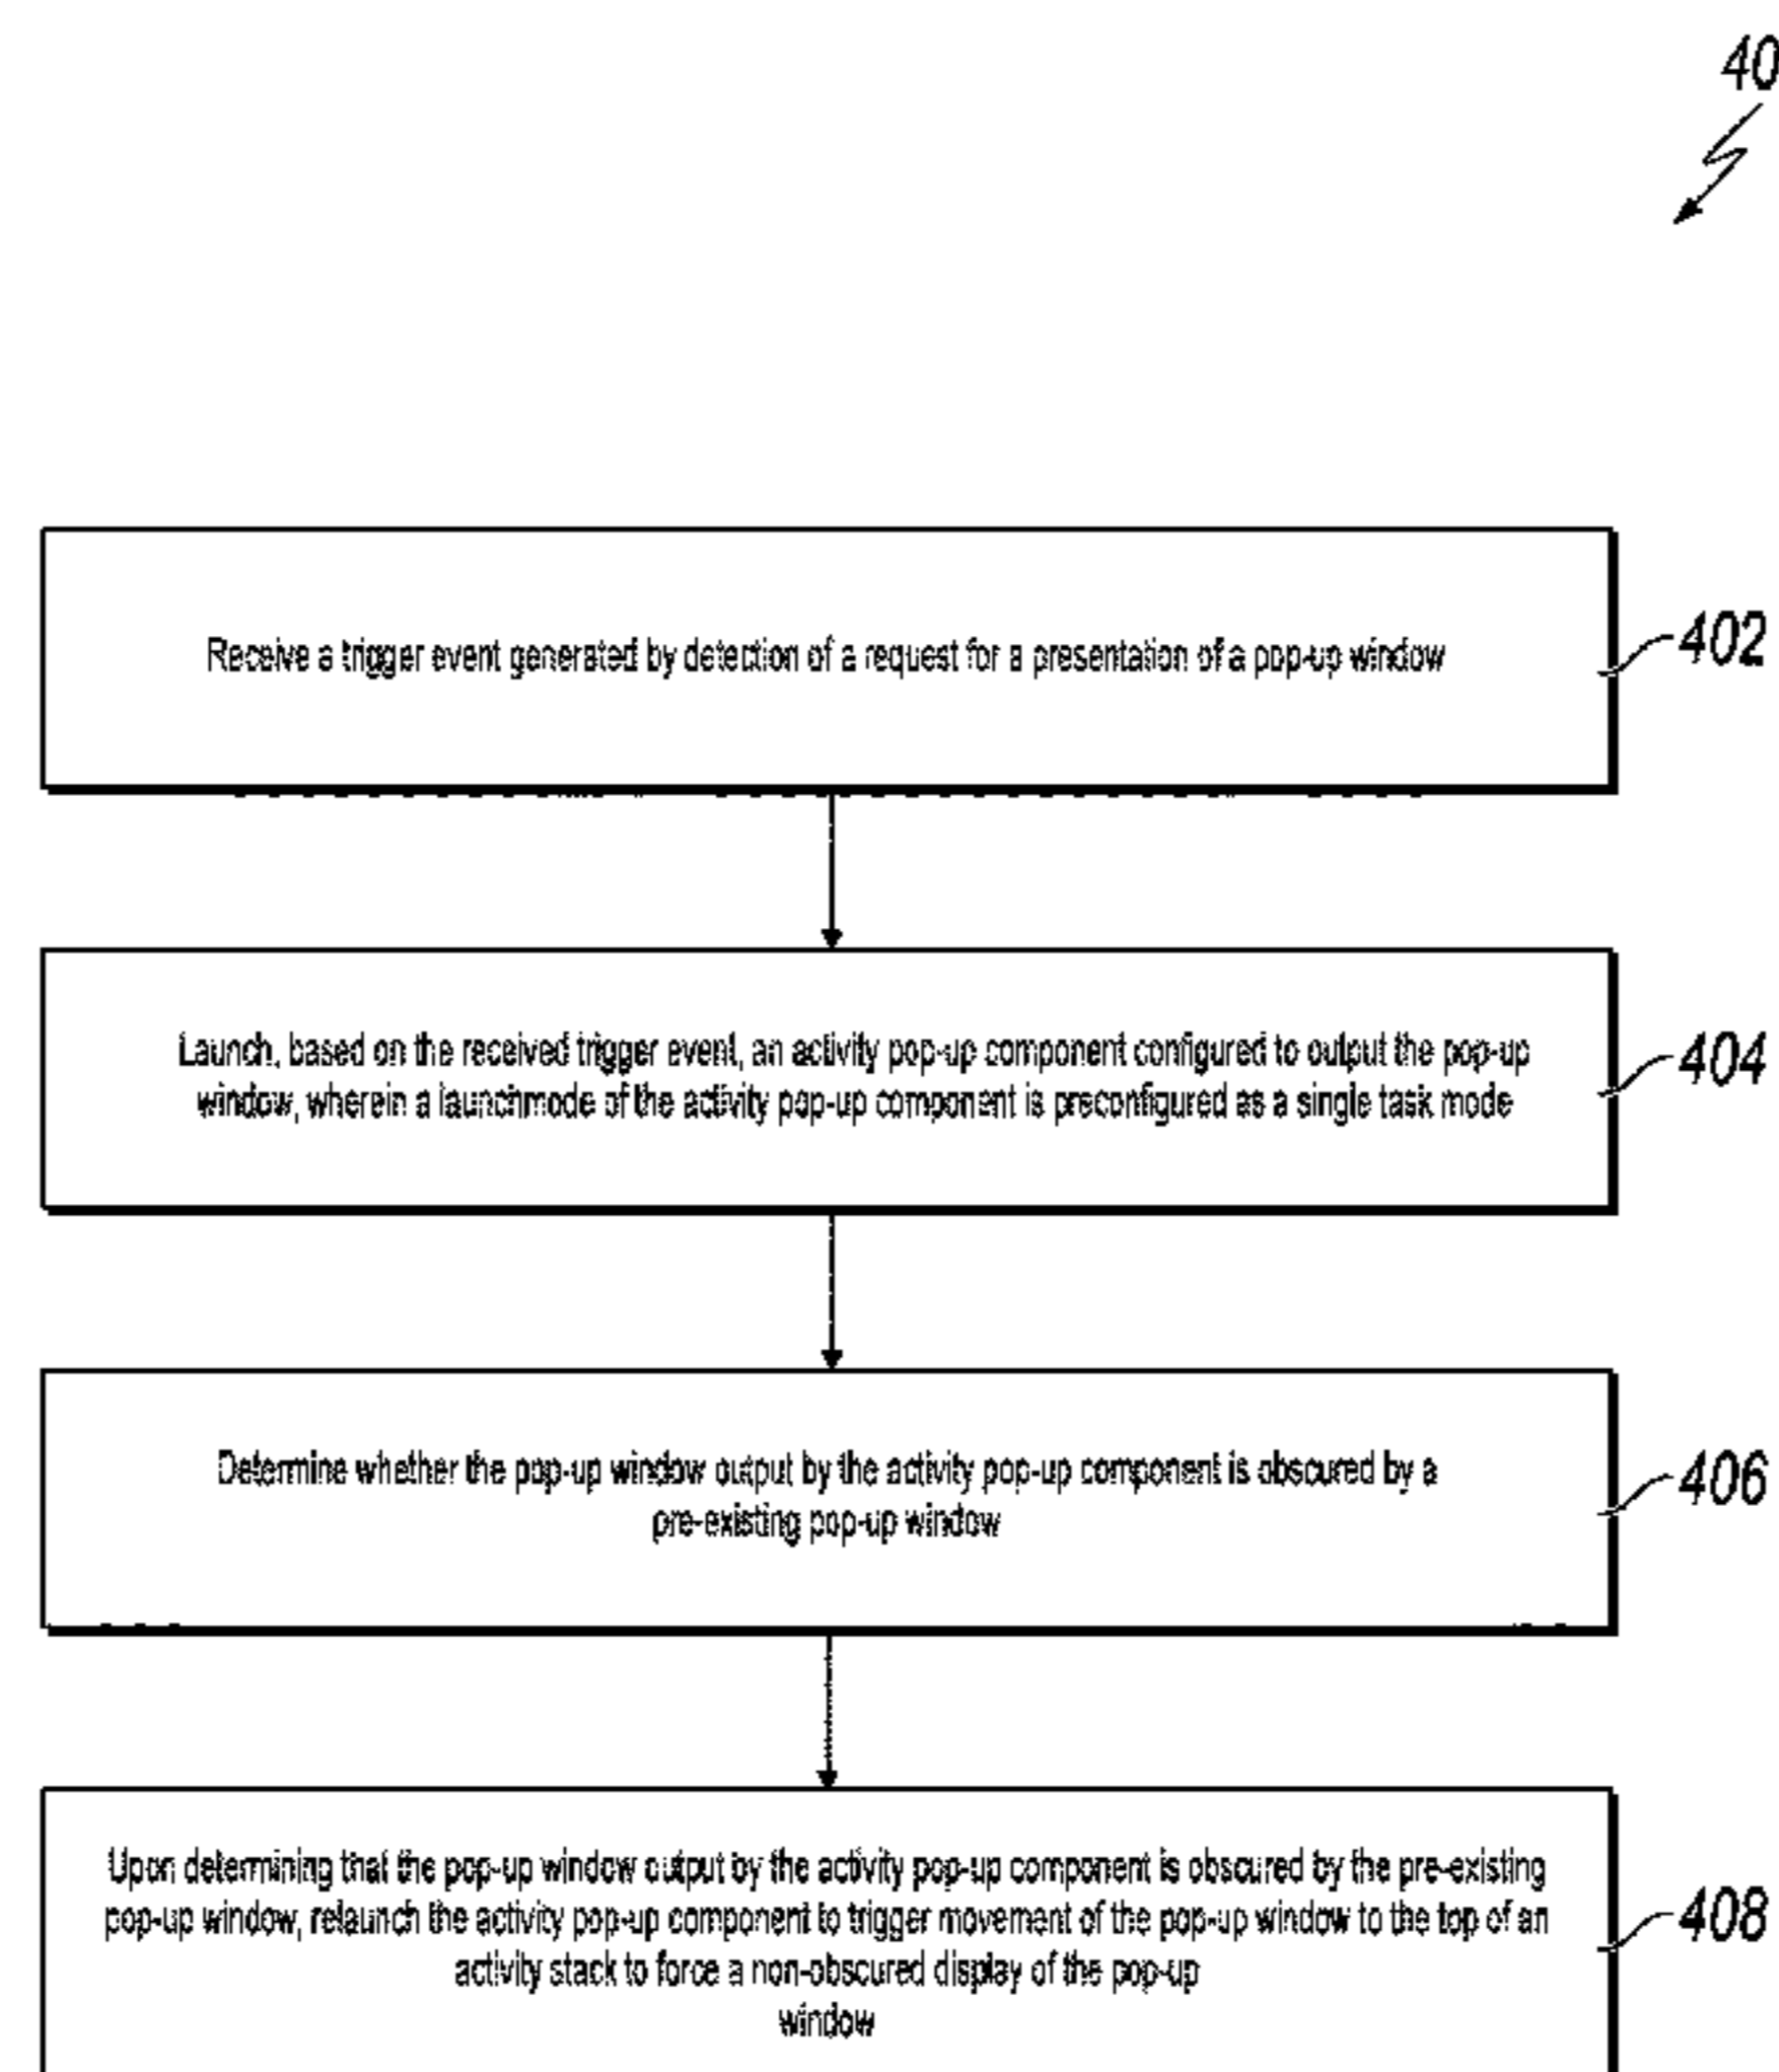 40
Receive a trigger event generated by detection of a request for a presentation of a pop-up window
402
Launch, based on the received trigger event, an activity pop-up component configured to output the pop-up
window, wherein a launchmode of the activity pop-up component is preconfigured as a single task mode
404
Determine whether the pop-up window output by the activity pop-up component is obscured by a
pre-existing pop-up window
406
Upon determining that the pop-up window output by the activity pop-up component is obscured by the pre-existing
pop-up window, relaunch the activity pop-up component to trigger movement of the pop-up window to the top of an
activity stack to force a non-obscured display of the pop-up
window
408